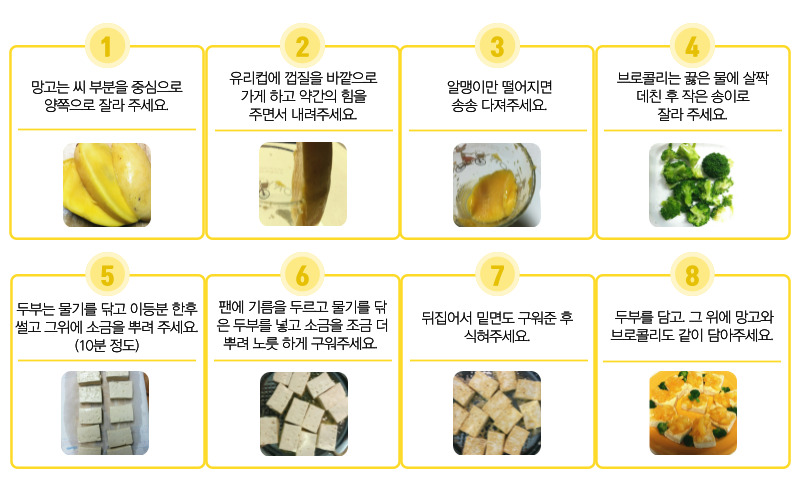 1
망고는 씨 부분을 중심으로
양쪽으로 잘라 주세요.
2
유리컵에 껍질을 바깥으로
가게 하고 약간의 힘을
주면서 내려주세요.
3
알맹이만 떨어지면
송송 다져주세요.
4
브로콜리는 끓은 물에 살짝
데친 후 작은 송이로
잘라 주세요.
5
두부는 물기를 닦고 이등분 한후
썰고 그위에 소금을 뿌려 주세요.
(10분 정도)
6
팬에 기름을 두르고 물기를 닦
은 두부를 넣고 소금을 조금 더
뿌려 노릇 하게 구워주세요.
7
뒤집어서 밑면도 구워준 후
식혀주세요.
8
두부를 담고. 그 위에 망고와
브로콜리도 같이 담아주세요.